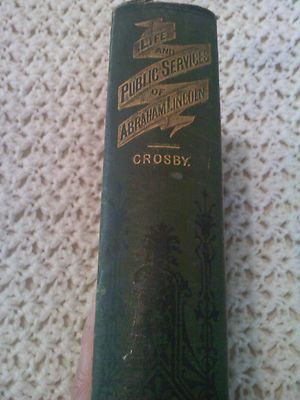 LIFE
AND
PUBLIC SERVICES
OF
ABRAHAM LINCOLN
CROSBY.